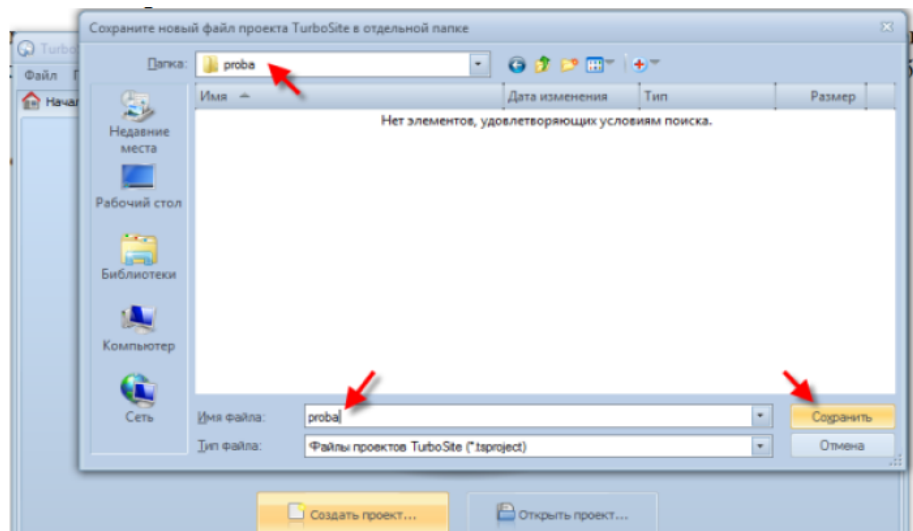 Сохраните новый файл проекта TurboSite в отдельной папке
Turbo
Файл
Начал
Папка: proba
Имя Дата изменения Тип Размер
Нет элементов, удовлетворяющих условиям поиска.
Недавние
места
Рабочий стол
Библиотеки
Компьютер
Сеть
Имя файла: proba Сохранить
Тип файла: Файлы проектов TurboSite (*.tsproject) Отмена
Создать проект... Открыть проект...